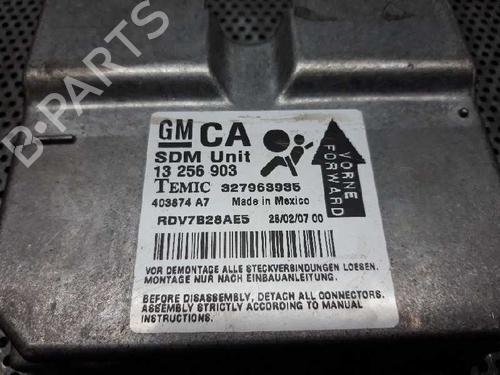 GM CA
SDM Unit
13 256 903
TEMIC 327963935
403874 A7 Made in Mexico
RDV7B28AE5 26/02/07 00
VORNE
FORWARD
VOR DEMONTAGE ALLE STECKVERBINDUNGEN LOESEN.
MONTAGE NUR NACH EINBAUANLEITUNG.
BEFORE DISASSEMBLY, DETACH ALL CONNECTORS.
ASSEMBLY STRICTLY ACCORDING TO MANUAL
INSTRUCTIONS.
B-PARTS